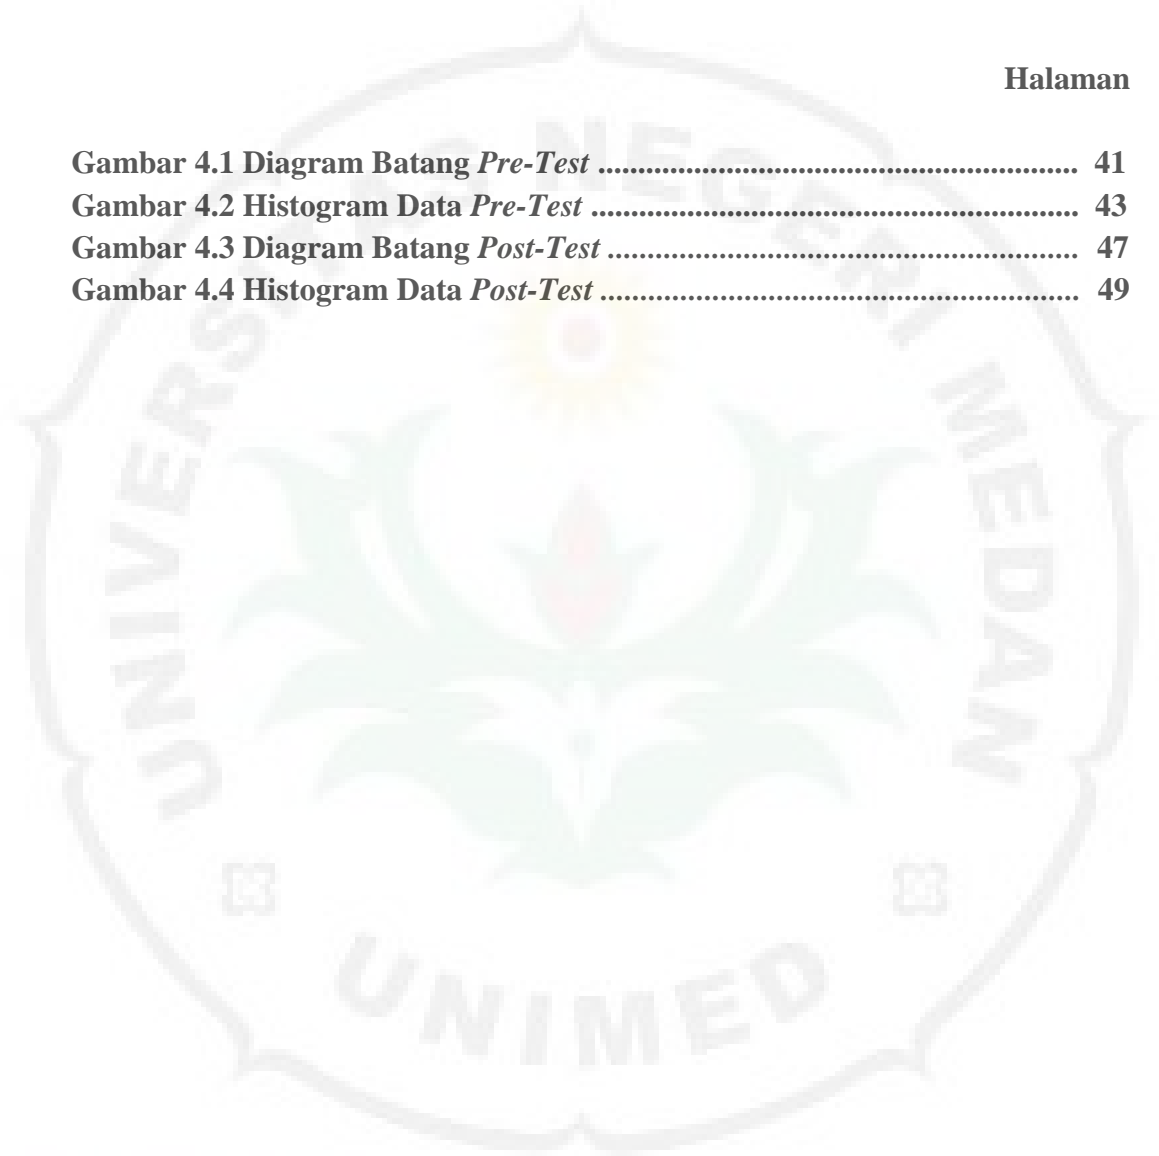 Halaman
Gambar 4.1 Diagram Batang Pre-Test ............................................................ 41
Gambar 4.2 Histogram Data Pre-Test ............................................................. 43
Gambar 4.3 Diagram Batang Post-Test ........................................................... 47
Gambar 4.4 Histogram Data Post-Test ............................................................ 49
UNIVERSITAS NEGERI MEDAN
UNIMED